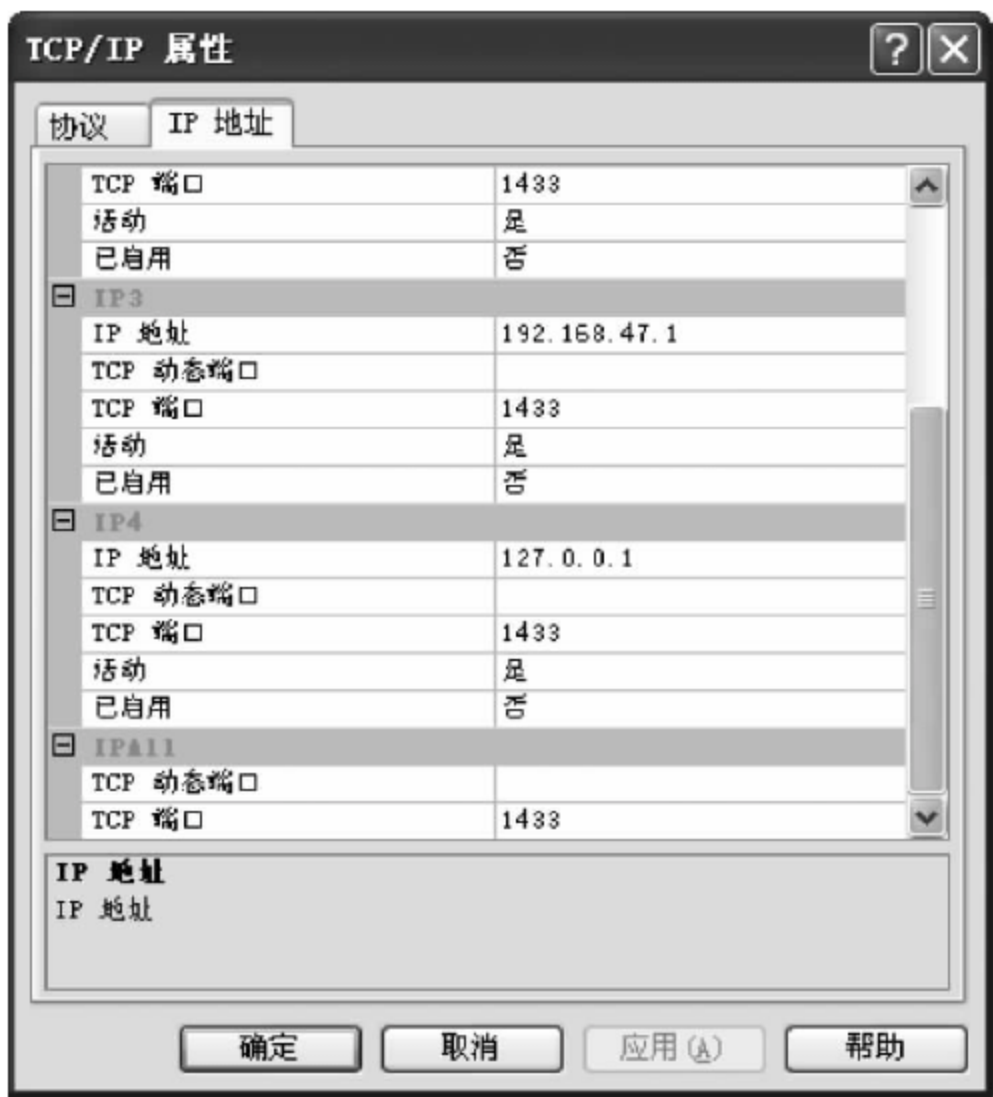 TCP/IP 属性
协议 IP 地址
TCP 端口 1433
活动 是
已启用 否
IP3
IP 地址 192.168.47.1
TCP 动态端口
TCP 端口 1433
活动 是
已启用 否
IP4
IP 地址 127.0.0.1
TCP 动态端口
TCP 端口 1433
活动 是
已启用 否
IPAll
TCP 动态端口
TCP 端口 1433
IP 地址
IP 地址
确定 取消 应用(A) 帮助